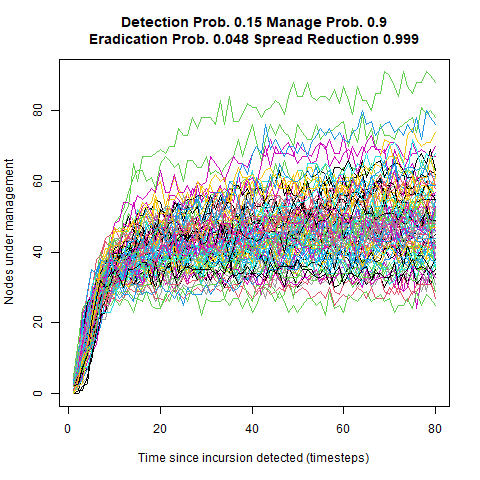 Detection Prob. 0.15 Manage Prob. 0.9
Eradication Prob. 0.048 Spread Reduction 0.999
Nodes under management
80
60
40
20
0
0 20 40 60 80
Time since incursion detected (timesteps)